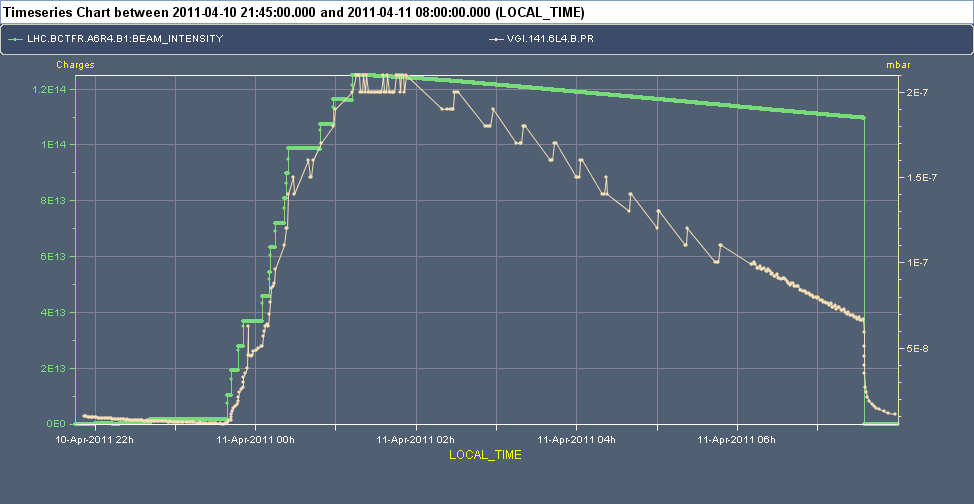 Timeseries Chart between 2011-04-10 21:45:00.000 and 2011-04-11 08:00:00.000 (LOCAL_TIME)
LHC.BCTFR.A6R4.B1:BEAM_INTENSITY VGI.141.6L4.B.PR
Charges mbar
1.2E14 2E-7
1E14
1.5E-7
8E13
6E13 1E-7
4E13
5E-8
2E13
0E0
10-Apr-2011 22h 11-Apr-2011 00h 11-Apr-2011 02h 11-Apr-2011 04h 11-Apr-2011 06h
LOCAL_TIME